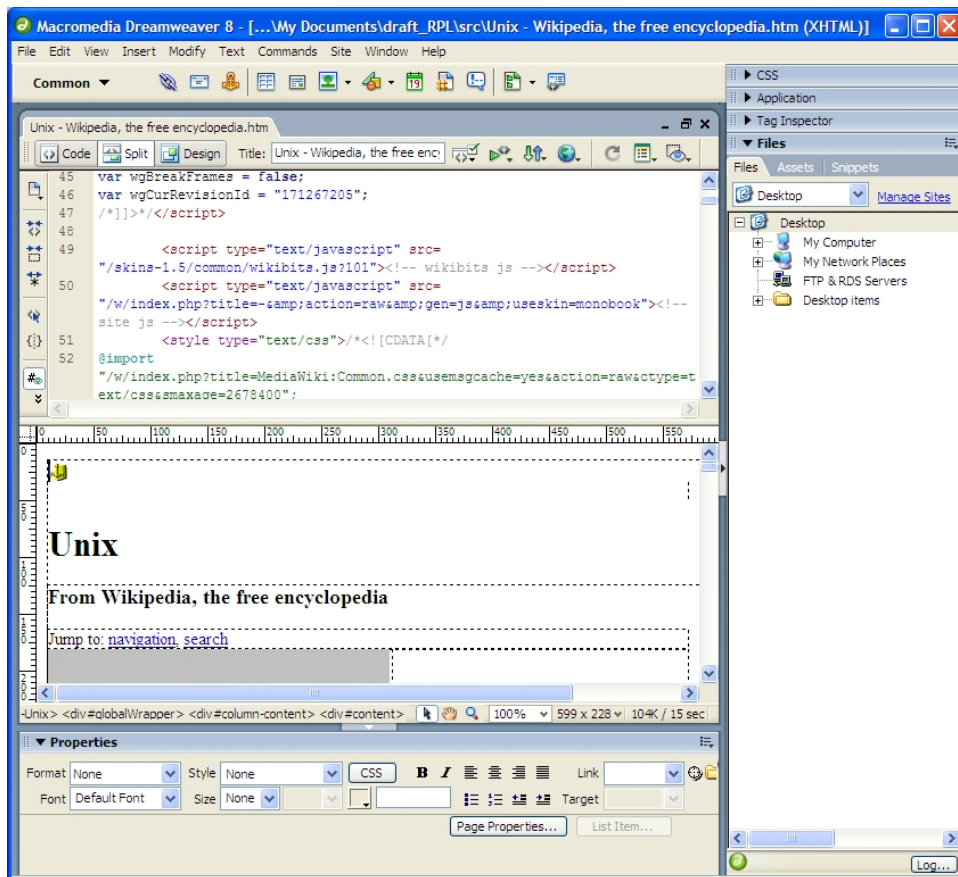 Macromedia Dreamweaver 8 - [...\My Documents\draft_RPL\src\Unix - Wikipedia, the free encyclopedia.htm (XHTML)]
File Edit View Insert Modify Text Commands Site Window Help
Common
19
Unix - Wikipedia, the free encyclopedia.htm
Code Split Design Title: Unix - Wikipedia, the free ency
45 var wgBreakFrames = false;
46 var wgCurRevisionId = "171267205";
47 /*]]>*/</script>
48
49 <script type="text/javascript" src=
"/skins-1.5/common/wikibits.js?101"><!-- wikibits js --></script>
50 <script type="text/javascript" src=
"/w/index.php?title=-&amp;action=raw&amp;gen=js&amp;useskin=monobook"><!--
site js --></script>
51 <style type="text/css">/*<![CDATA[*/
52 @import
"/w/index.php?title=MediaWiki:Common.css&usemsgcache=yes&action=raw&ctype=t
ext/css&smaxage=2678400";
0 50 100 150 200 250 300 350 400 450 500 550
0
50
100
150
200
Unix
From Wikipedia, the free encyclopedia
Jump to: navigation, search
-Unix> <div#globalWrapper> <div#column-content> <div#content> 100% 599 x 228 104K / 15 sec
Properties
Format None Style None CSS B I Link
Font Default Font Size None Target
Page Properties... List Item...
CSS
Application
Tag Inspector
Files
Files Assets Snippets
Desktop Manage Sites
Desktop
My Computer
My Network Places
FTP & RDS Servers
Desktop items
Log...